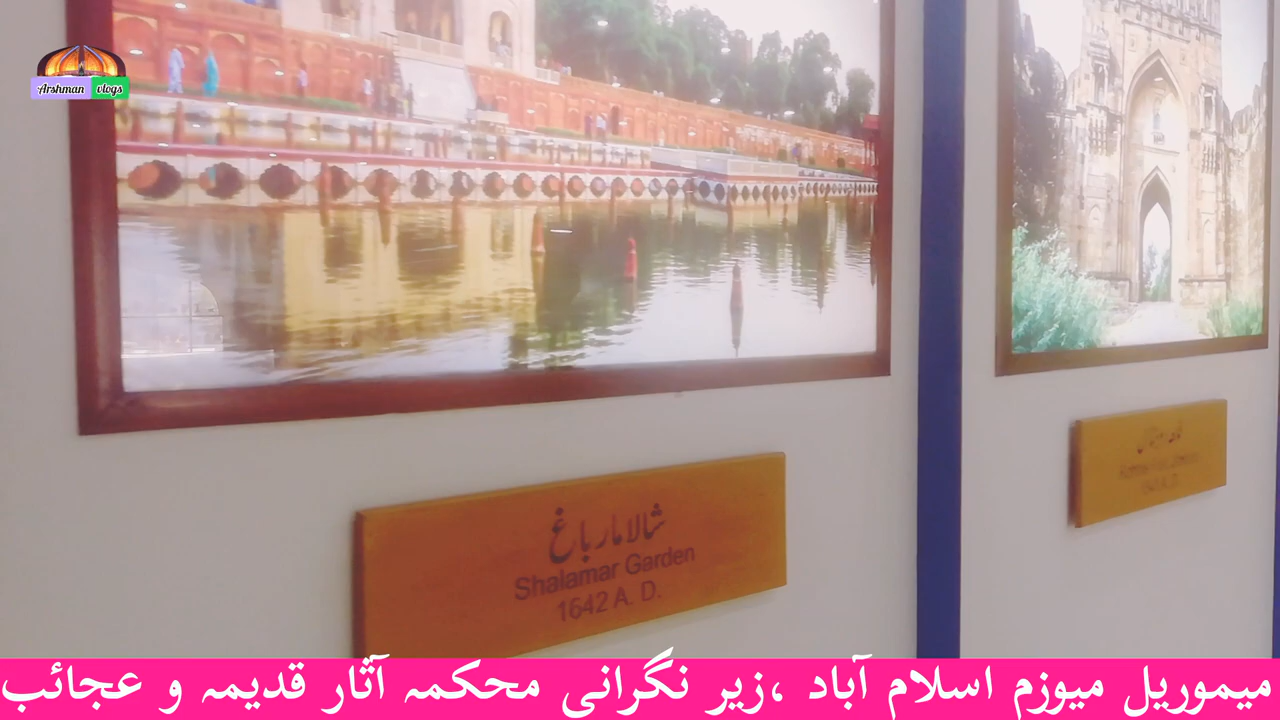 Arshman vlogs
شالامار باغ
Shalamar Garden
1642 A. D.
میموریل میوزم اسلام آباد ،زیر نگرانی محکمہ آثار قدیمہ و عجائب